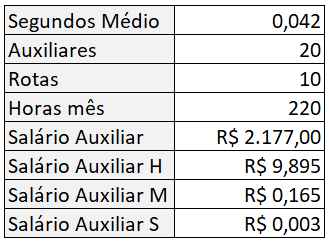 Segundos Médio 0,042
Auxiliares 20
Rotas 10
Horas mês 220
Salário Auxiliar R$ 2.177,00
Salário Auxiliar H R$ 9,895
Salário Auxiliar M R$ 0,165
Salário Auxiliar S R$ 0,003